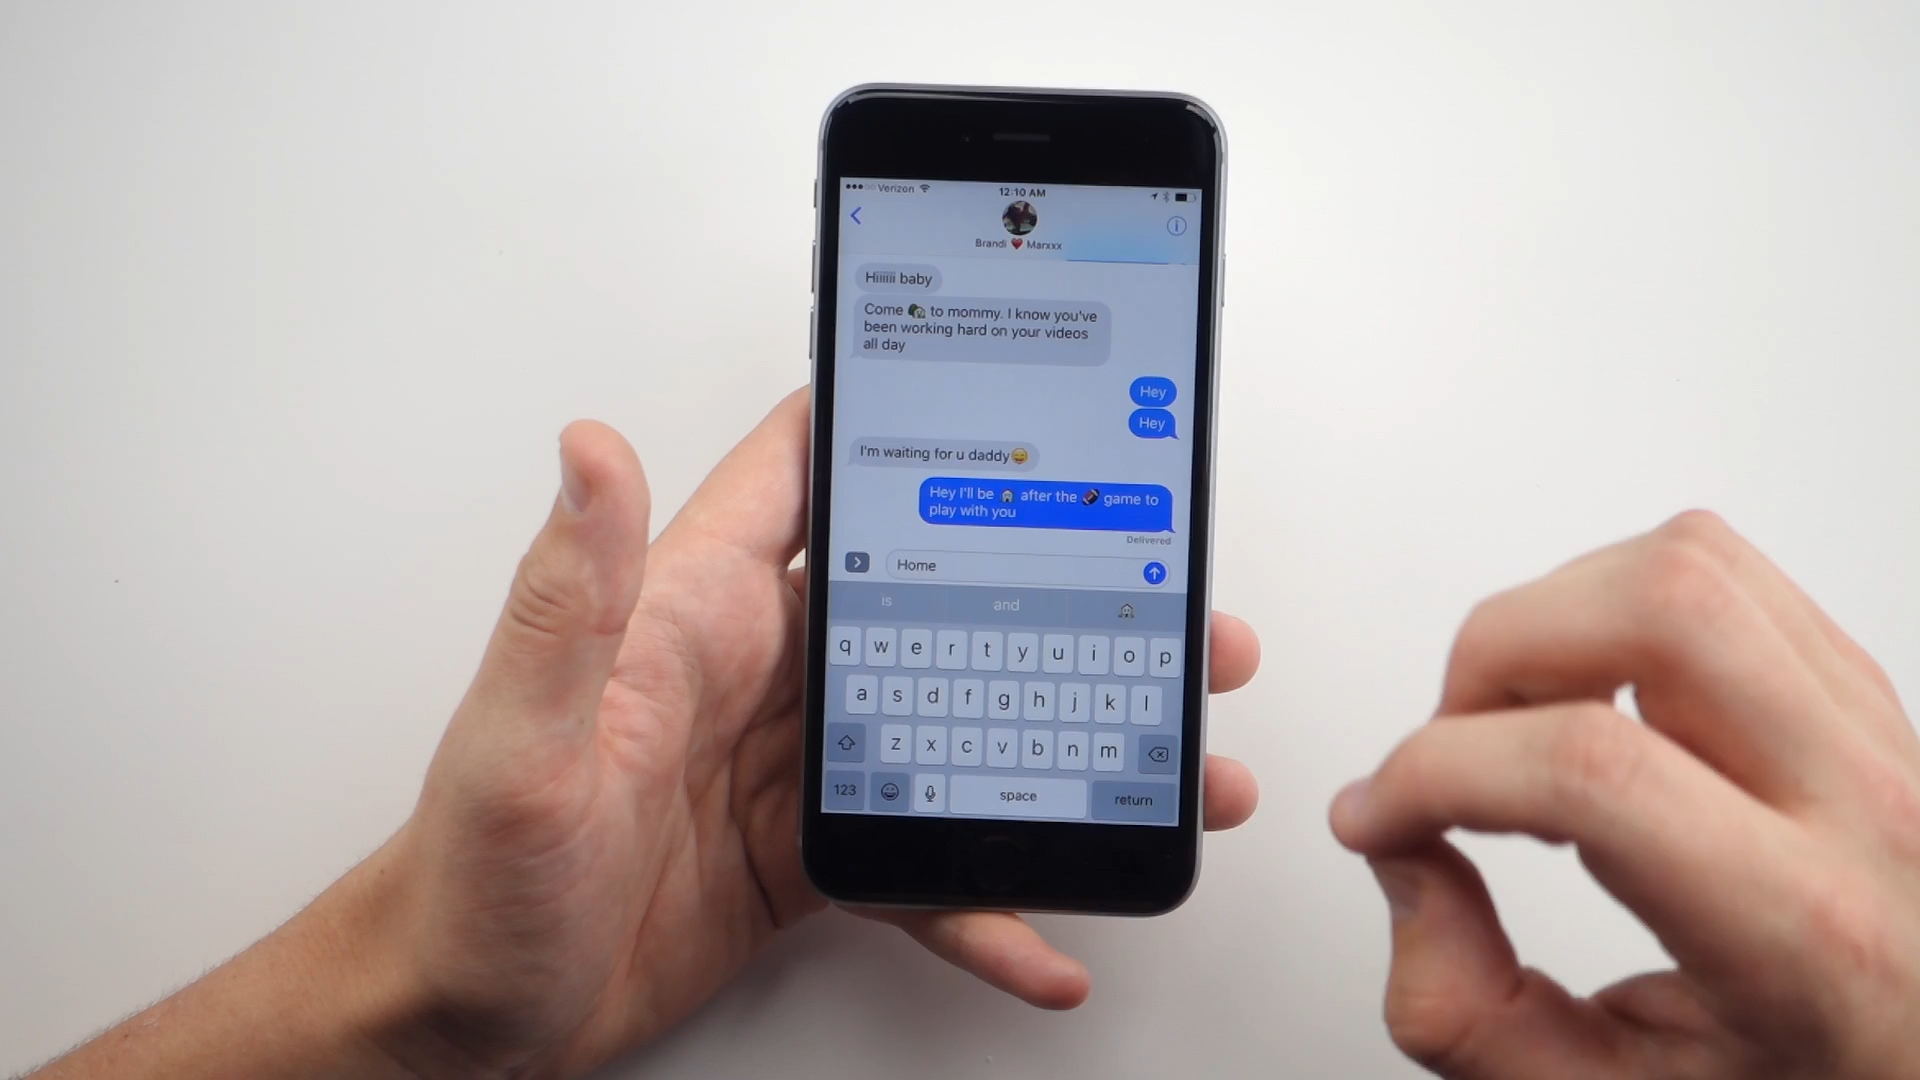 Verizon 12:10 AM
Brandi ❤️ Marxxx
Hiiiiii baby
Come 🏡 to mommy. I know you've
been working hard on your videos
all day
Hey
Hey
I'm waiting for u daddy😄
Hey I'll be 🏠 after the 🏈 game to
play with you
Delivered
Home
is and 🏠
q w e r t y u i o p
a s d f g h j k l
z x c v b n m
123 space return